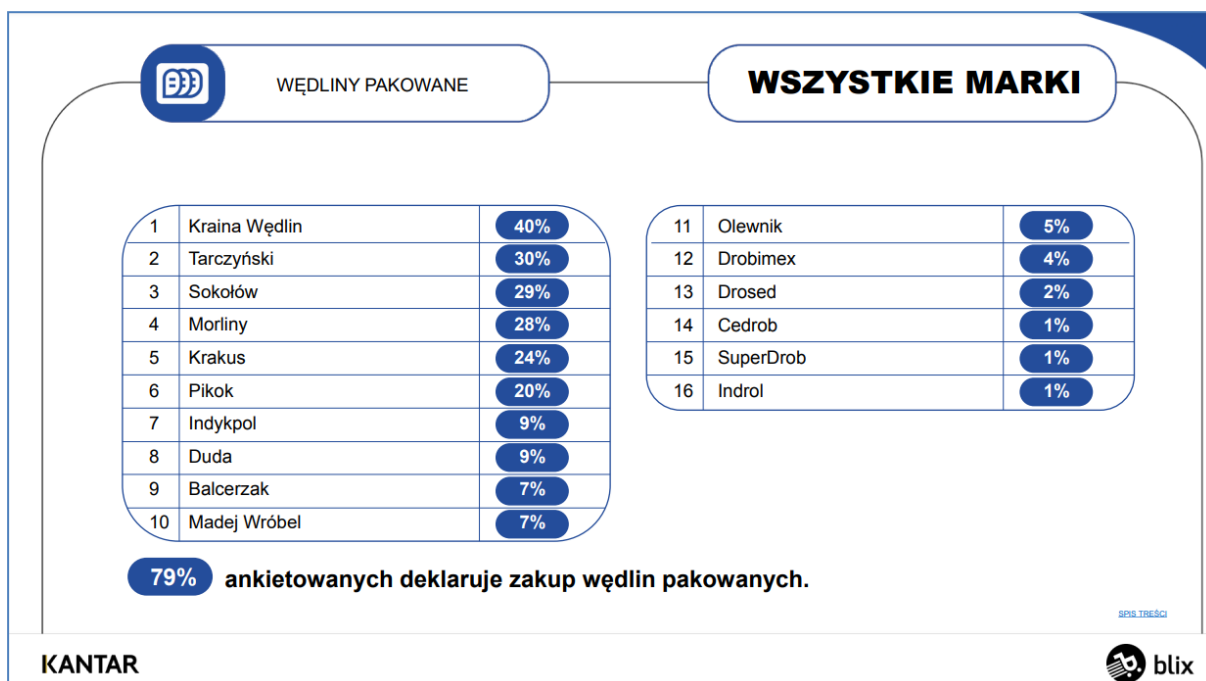 WĘDLINY PAKOWANE
WSZYSTKIE MARKI
1 Kraina Wędlin 40%
2 Tarczyński 30%
3 Sokołów 29%
4 Morliny 28%
5 Krakus 24%
6 Pikok 20%
7 Indykpol 9%
8 Duda 9%
9 Balcerzak 7%
10 Madej Wróbel 7%
11 Olewnik 5%
12 Drobimex 4%
13 Drosed 2%
14 Cedrob 1%
15 SuperDrob 1%
16 Indrol 1%
79% ankietowanych deklaruje zakup wędlin pakowanych.
SPIS TREŚCI
KANTAR
blix